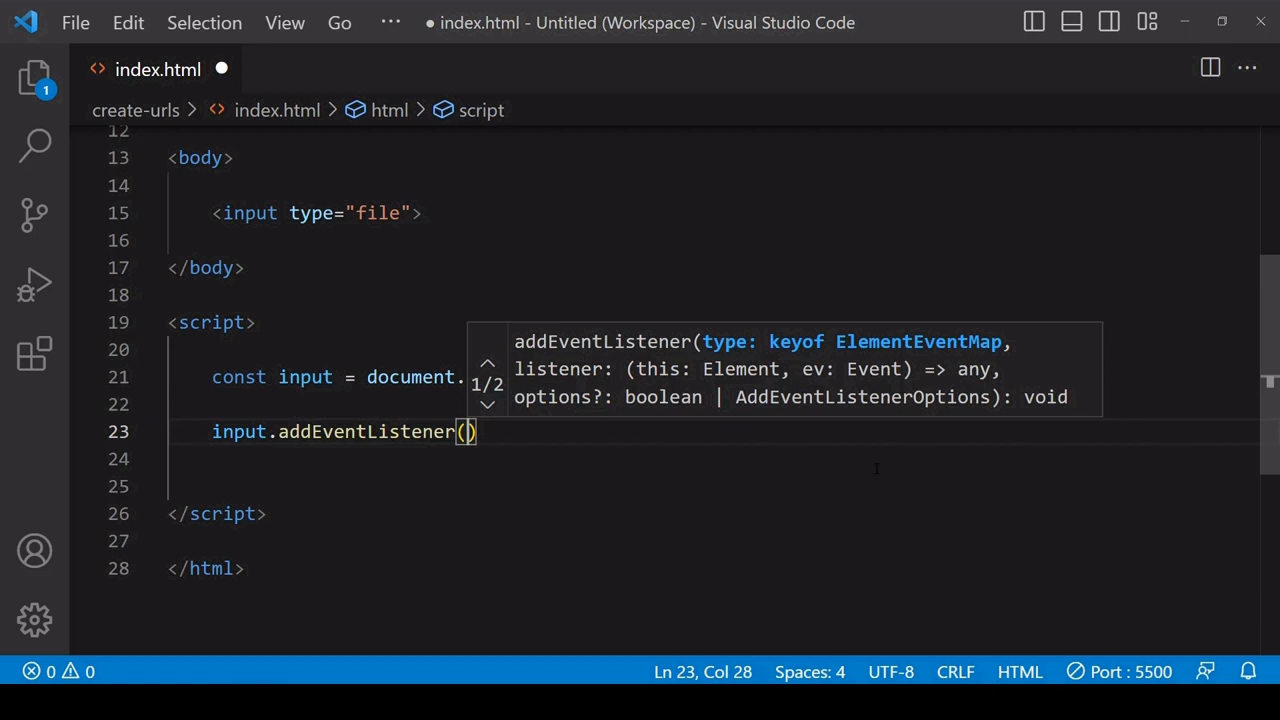 File Edit Selection View Go ··· ● index.html - Untitled (Workspace) - Visual Studio Code
index.html
1
create-urls > index.html > html > script
12
13 <body>
14
15 <input type="file">
16
17 </body>
18
19 <script>
20
21 const input = document.
22
23 input.addEventListener()
24
25
26 </script>
27
28 </html>
1/2
addEventListener(type: keyof ElementEventMap,
listener: (this: Element, ev: Event) => any,
options?: boolean | AddEventListenerOptions): void
0 0 Ln 23, Col 28 Spaces: 4 UTF-8 CRLF HTML Port : 5500